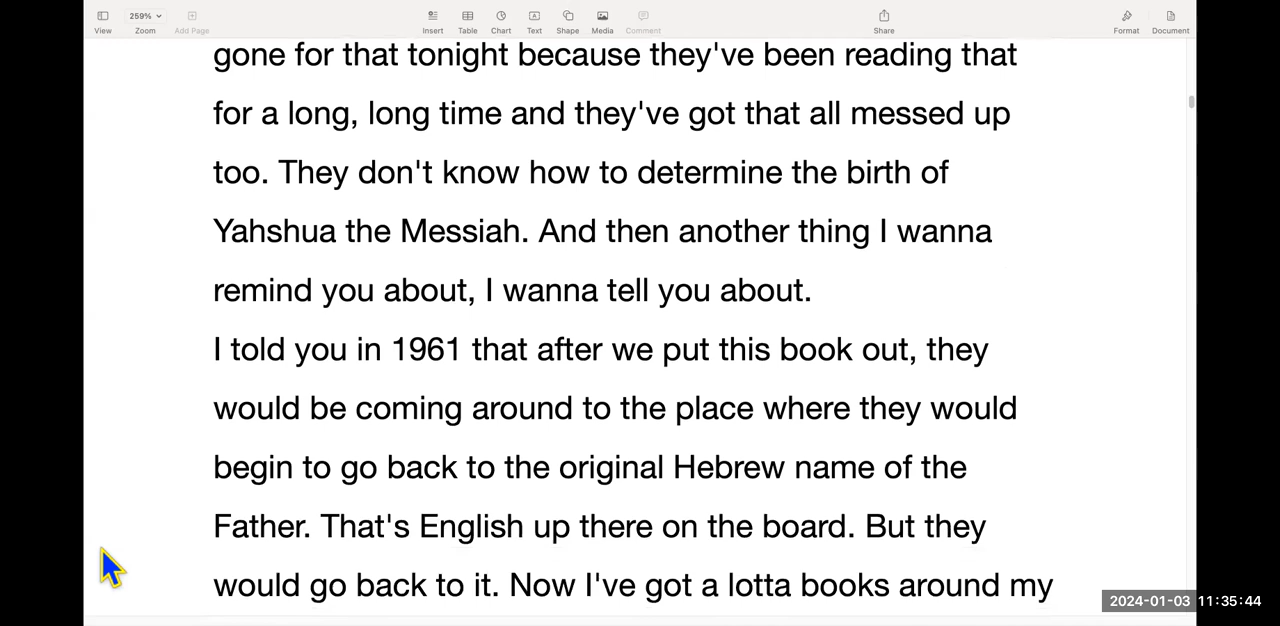 259%
View Zoom Add Page Insert Table Chart Text Shape Media Comment Share Format Document
gone for that tonight because they've been reading that
for a long, long time and they've got that all messed up
too. They don't know how to determine the birth of
Yahshua the Messiah. And then another thing I wanna
remind you about, I wanna tell you about.
I told you in 1961 that after we put this book out, they
would be coming around to the place where they would
begin to go back to the original Hebrew name of the
Father. That's English up there on the board. But they
would go back to it. Now I've got a lotta books around my
2024-01-03 11:35:44